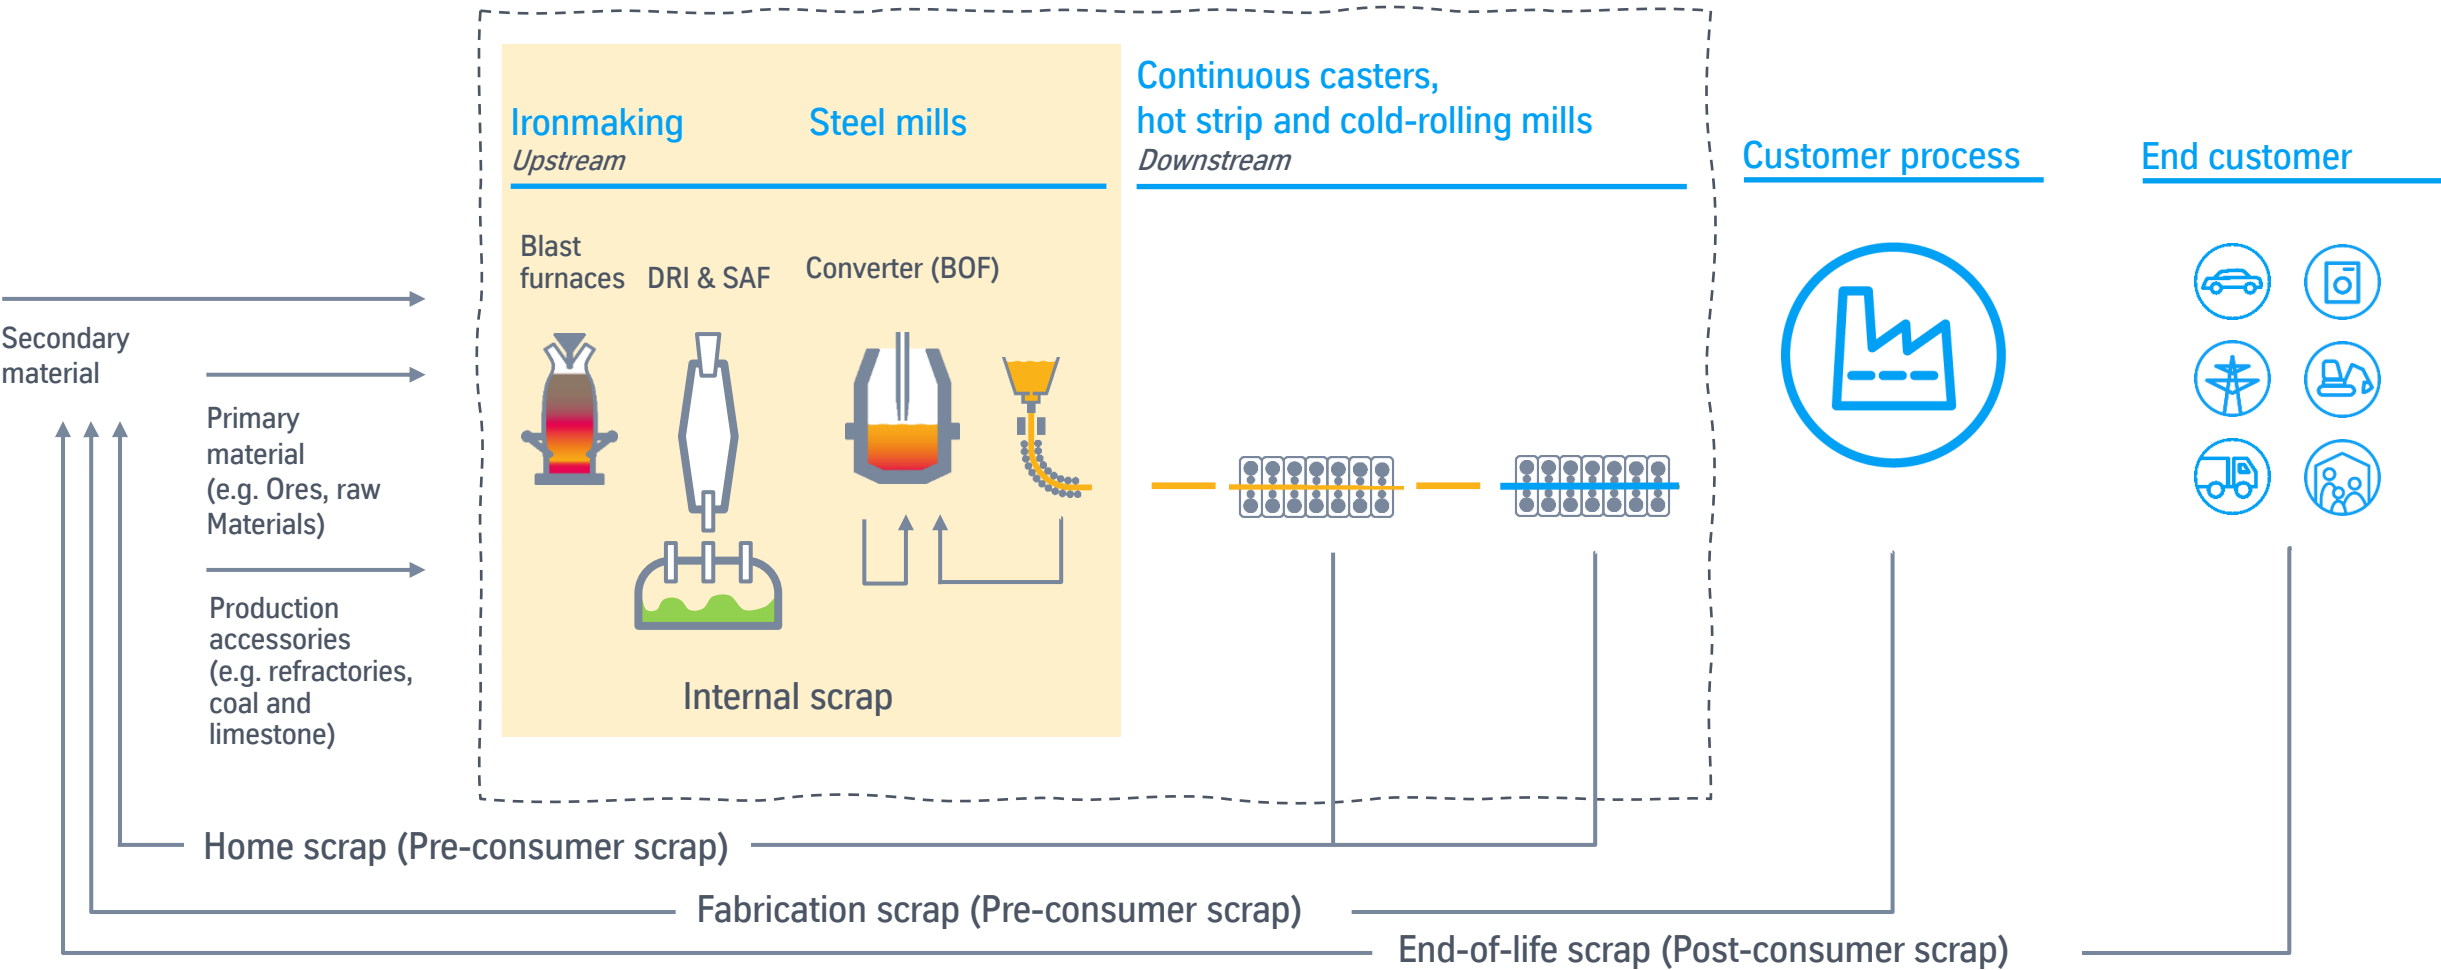 Continuous casters,
hot strip and cold-rolling mills
Downstream
Ironmaking
Upstream
Steel mills
Customer process
End customer
Blast
furnaces
DRI & SAF
Converter (BOF)
Secondary
material
Primary
material
(e.g. Ores, raw
Materials)
Production
accessories
(e.g. refractories,
coal and
limestone)
Internal scrap
Home scrap (Pre-consumer scrap)
Fabrication scrap (Pre-consumer scrap)
End-of-life scrap (Post-consumer scrap)